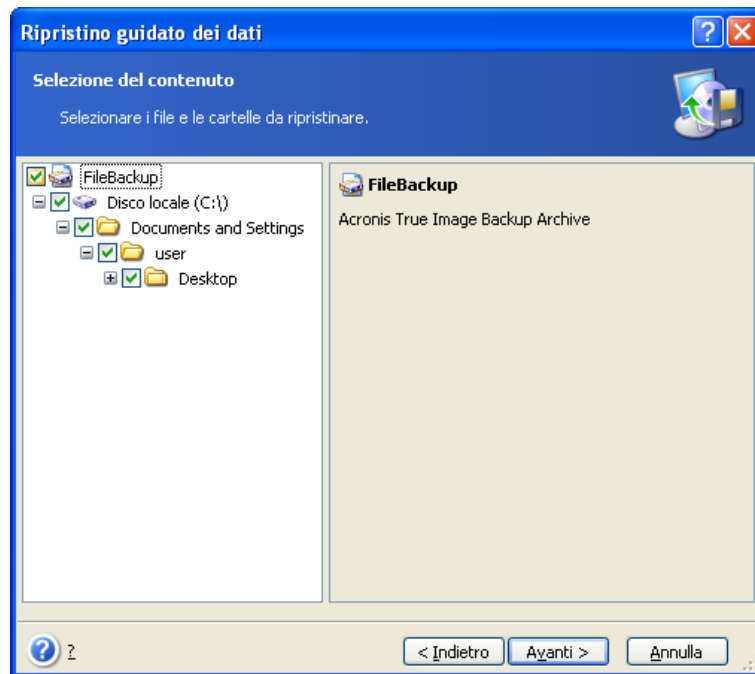 Ripristino guidato dei dati
Selezione del contenuto
Selezionare i file e le cartelle da ripristinare.
FileBackup
Disco locale (C:\)
Documents and Settings
user
Desktop
FileBackup
Acronis True Image Backup Archive
?
< Indietro
Avanti >
Annulla